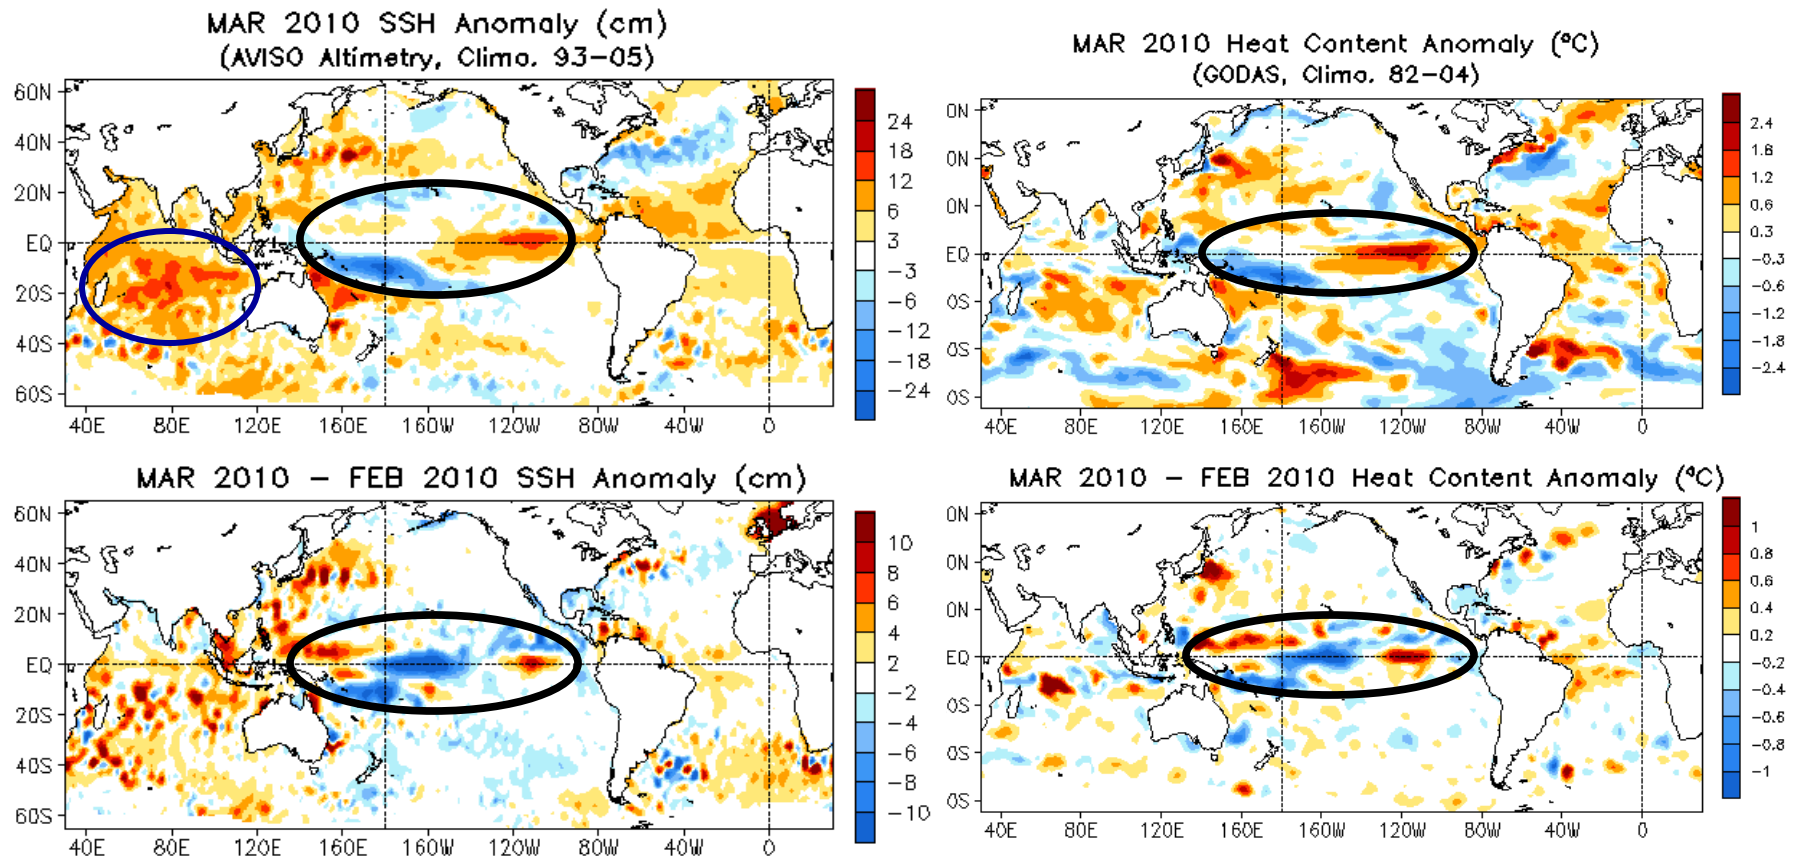 MAR 2010 SSH Anomaly (cm)
(AVISO Altimetry, Climo. 93-05)
60N
40N
20N
EQ
20S
40S
60S
40E 80E 120E 160E 160W 120W 80W 40W 0
24
18
12
6
3
-3
-6
-12
-18
-24
MAR 2010 Heat Content Anomaly (°C)
(GODAS, Climo. 82-04)
0N
0N
0N
EQ
0S
0S
0S
40E 80E 120E 160E 160W 120W 80W 40W 0
2.4
1.8
1.2
0.6
0.3
-0.3
-0.6
-1.2
-1.8
-2.4
MAR 2010 - FEB 2010 SSH Anomaly (cm)
60N
40N
20N
EQ
20S
40S
60S
40E 80E 120E 160E 160W 120W 80W 40W 0
10
8
6
4
2
-2
-4
-6
-8
-10
MAR 2010 - FEB 2010 Heat Content Anomaly (°C)
0N
0N
0N
EQ
0S
0S
0S
40E 80E 120E 160E 160W 120W 80W 40W 0
1
0.8
0.6
0.4
0.2
-0.2
-0.4
-0.6
-0.8
-1